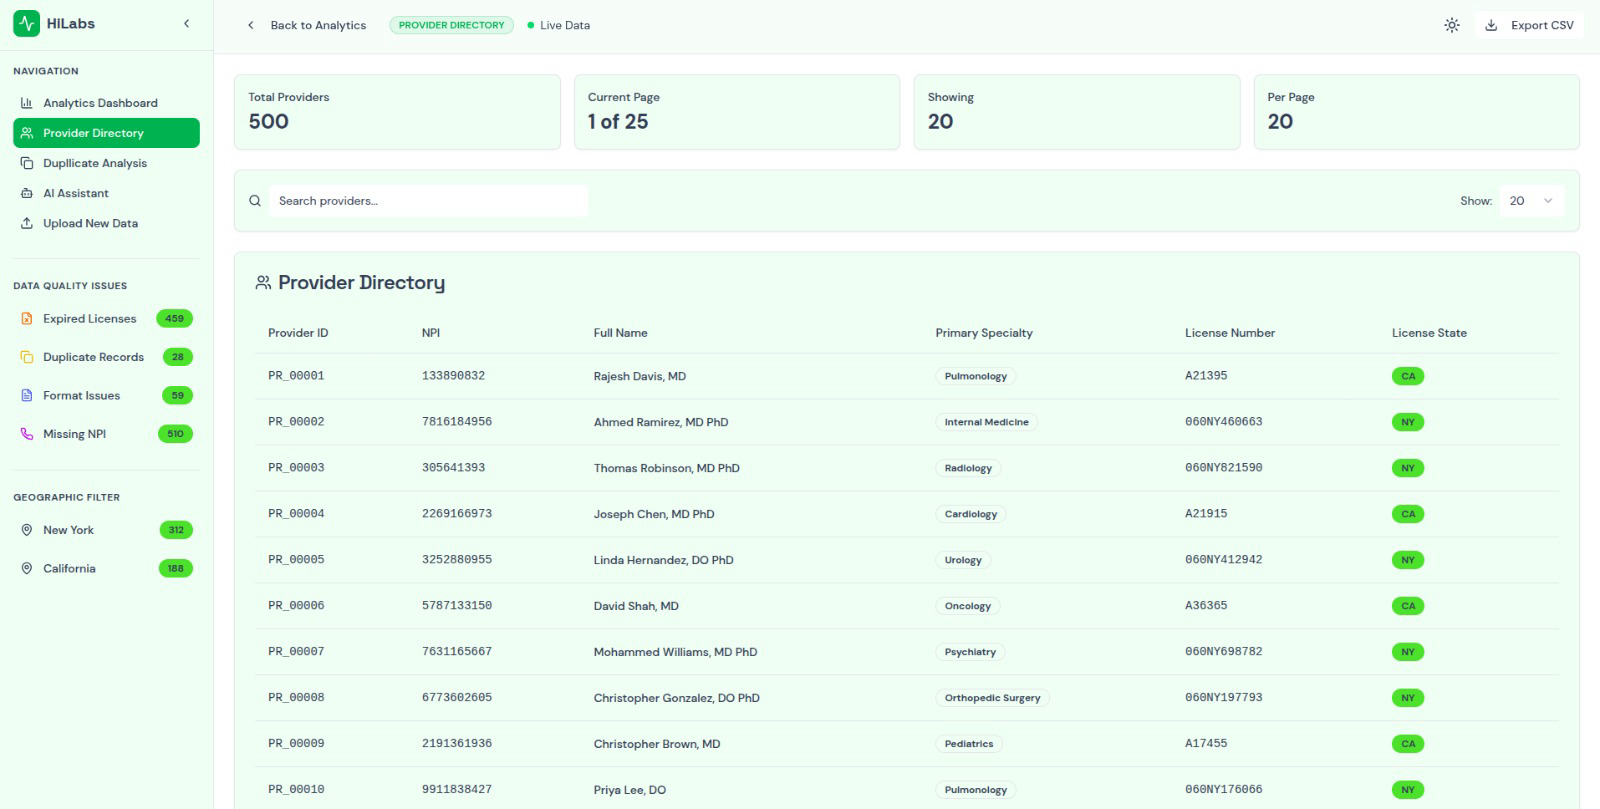 HiLabs
NAVIGATION
Analytics Dashboard
Provider Directory
Dupllicate Analysis
AI Assistant
Upload New Data
DATA QUALITY ISSUES
Expired Licenses 459
Duplicate Records 28
Format Issues 59
Missing NPI 510
GEOGRAPHIC FILTER
New York 312
California 188
Back to Analytics PROVIDER DIRECTORY Live Data Export CSV
Total Providers
500
Current Page
1 of 25
Showing
20
Per Page
20
Search providers... Show: 20
Provider Directory
Provider ID NPI Full Name Primary Specialty License Number License State
PR_00001 133890832 Rajesh Davis, MD Pulmonology A21395 CA
PR_00002 7816184956 Ahmed Ramirez, MD PhD Internal Medicine 060NY460663 NY
PR_00003 305641393 Thomas Robinson, MD PhD Radiology 060NY821590 NY
PR_00004 2269166973 Joseph Chen, MD PhD Cardiology A21915 CA
PR_00005 3252880955 Linda Hernandez, DO PhD Urology 060NY412942 NY
PR_00006 5787133150 David Shah, MD Oncology A36365 CA
PR_00007 7631165667 Mohammed Williams, MD PhD Psychiatry 060NY698782 NY
PR_00008 6773602605 Christopher Gonzalez, DO PhD Orthopedic Surgery 060NY197793 NY
PR_00009 2191361936 Christopher Brown, MD Pediatrics A17455 CA
PR_00010 9911838427 Priya Lee, DO Pulmonology 060NY176066 NY